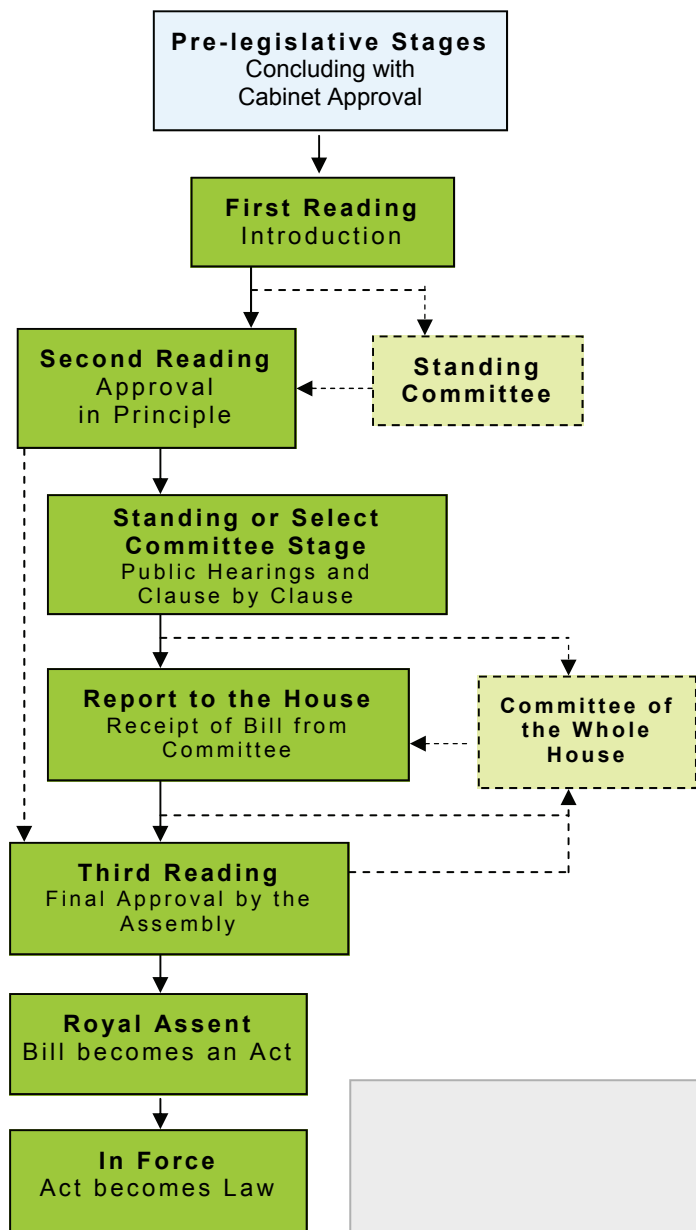 Pre-legislative Stages
Concluding with
Cabinet Approval
First Reading
Introduction
Second Reading
Approval
in Principle
Standing
Committee
Standing or Select
Committee Stage
Public Hearings and
Clause by Clause
Report to the House
Receipt of Bill from
Committee
Committee of
the Whole
House
Third Reading
Final Approval by the
Assembly
Royal Assent
Bill becomes an Act
In Force
Act becomes Law